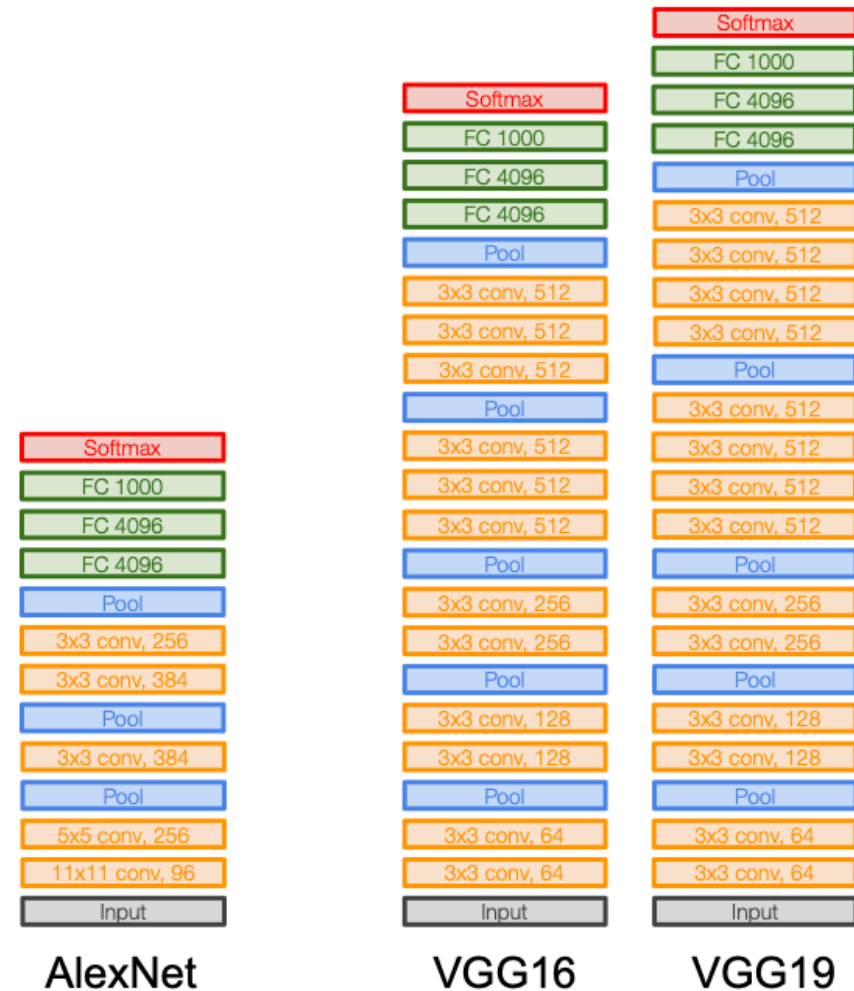 Softmax
FC 1000
FC 4096
FC 4096
Pool
3x3 conv, 256
3x3 conv, 384
Pool
3x3 conv, 384
Pool
5x5 conv, 256
11x11 conv, 96
Input
AlexNet
Softmax
FC 1000
FC 4096
FC 4096
Pool
3x3 conv, 512
3x3 conv, 512
3x3 conv, 512
Pool
3x3 conv, 512
3x3 conv, 512
3x3 conv, 512
Pool
3x3 conv, 256
3x3 conv, 256
Pool
3x3 conv, 128
3x3 conv, 128
Pool
3x3 conv, 64
3x3 conv, 64
Input
VGG16
Softmax
FC 1000
FC 4096
FC 4096
Pool
3x3 conv, 512
3x3 conv, 512
3x3 conv, 512
3x3 conv, 512
Pool
3x3 conv, 512
3x3 conv, 512
3x3 conv, 512
3x3 conv, 512
Pool
3x3 conv, 256
3x3 conv, 256
Pool
3x3 conv, 128
3x3 conv, 128
Pool
3x3 conv, 64
3x3 conv, 64
Input
VGG19